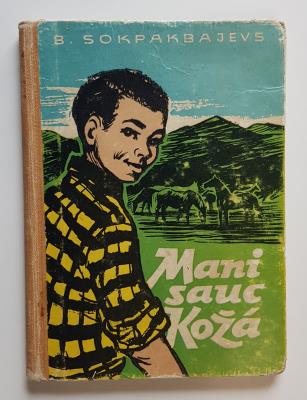 B. SOKPAKBAJEVS
Mani
sauc
Kožá